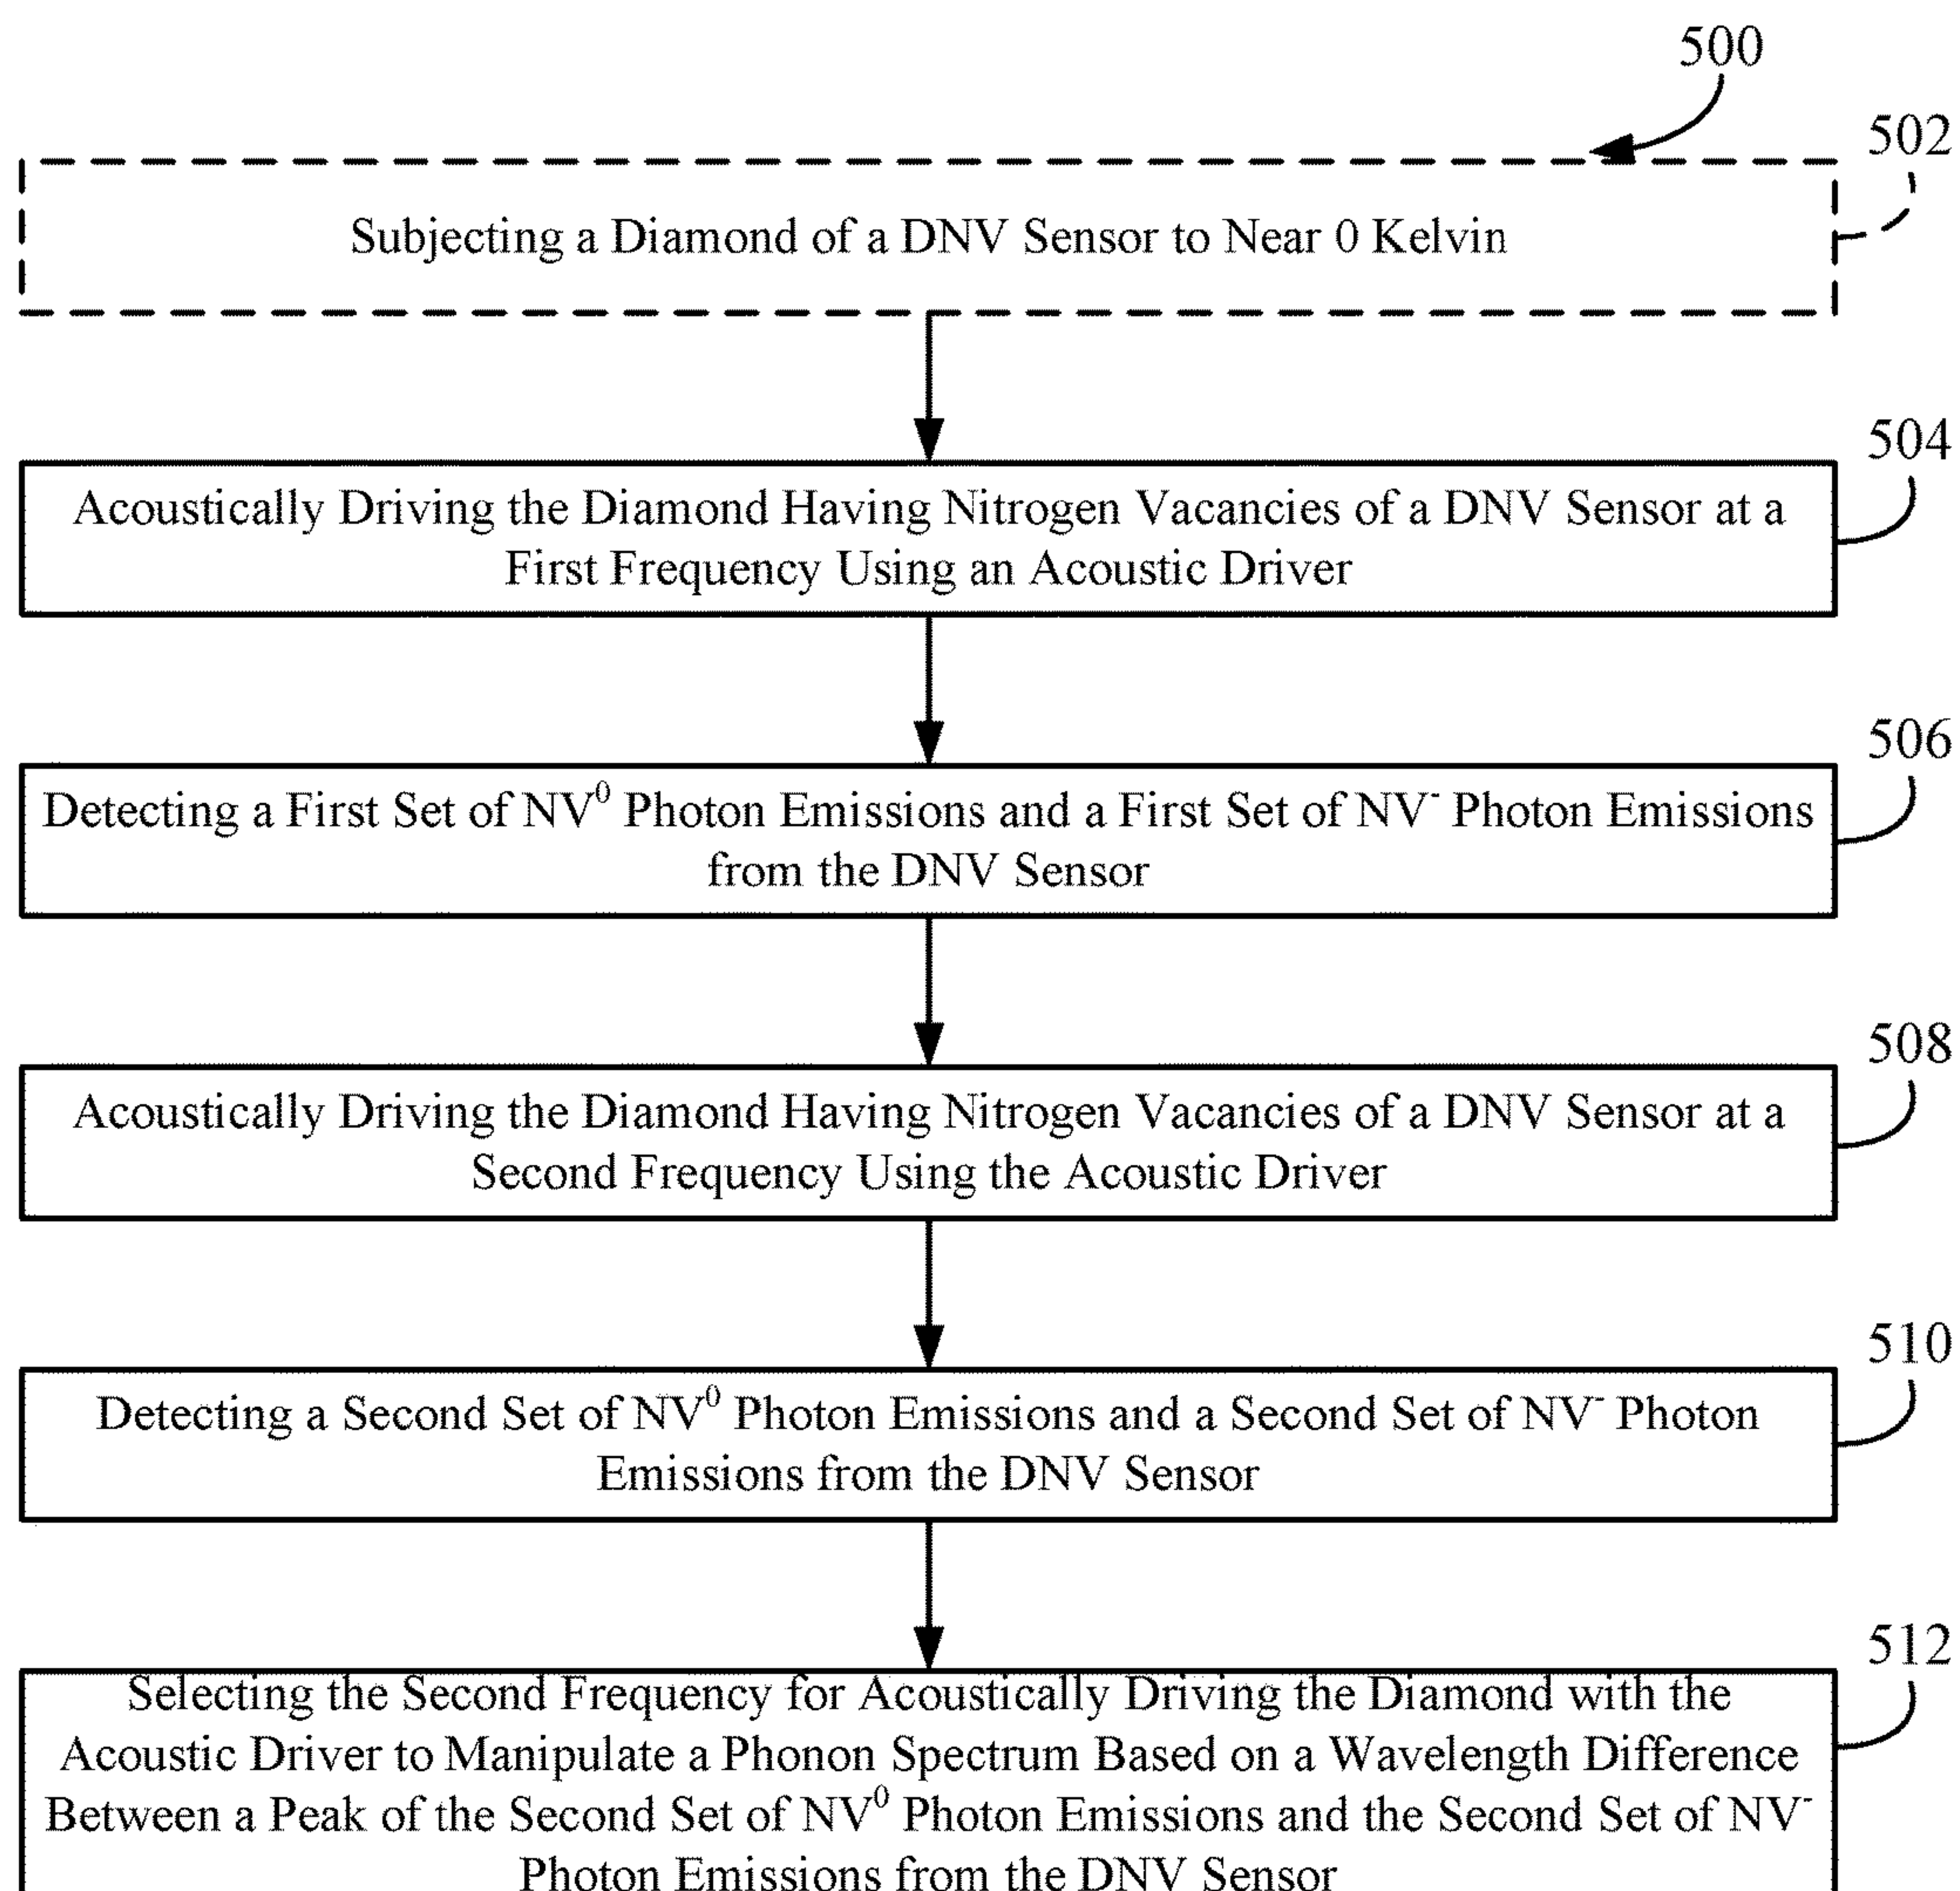 500
502
Subjecting a Diamond of a DNV Sensor to Near 0 Kelvin
504
Acoustically Driving the Diamond Having Nitrogen Vacancies of a DNV Sensor at a
First Frequency Using an Acoustic Driver
506
Detecting a First Set of NV⁰ Photon Emissions and a First Set of NV⁻ Photon Emissions
from the DNV Sensor
508
Acoustically Driving the Diamond Having Nitrogen Vacancies of a DNV Sensor at a
Second Frequency Using the Acoustic Driver
510
Detecting a Second Set of NV⁰ Photon Emissions and a Second Set of NV⁻ Photon
Emissions from the DNV Sensor
512
Selecting the Second Frequency for Acoustically Driving the Diamond with the
Acoustic Driver to Manipulate a Phonon Spectrum Based on a Wavelength Difference
Between a Peak of the Second Set of NV⁰ Photon Emissions and the Second Set of NV⁻
Photon Emissions from the DNV Sensor